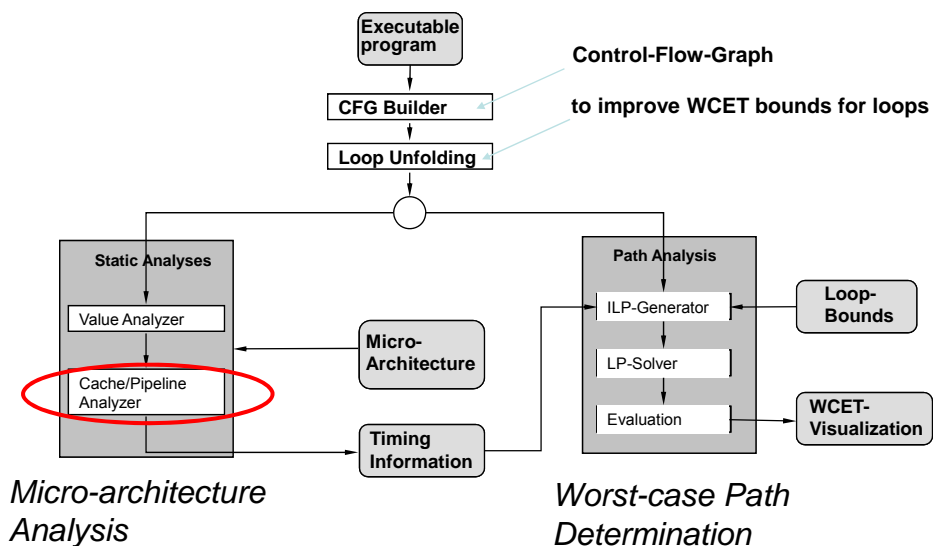 Executable
program
Control-Flow-Graph
CFG Builder
to improve WCET bounds for loops
Loop Unfolding
Static Analyses
Path Analysis
Value Analyzer
ILP-Generator
Loop-
Bounds
Micro-
Architecture
Cache/Pipeline
Analyzer
LP-Solver
Evaluation
WCET-
Visualization
Timing
Information
Micro-architecture
Analysis
Worst-case Path
Determination